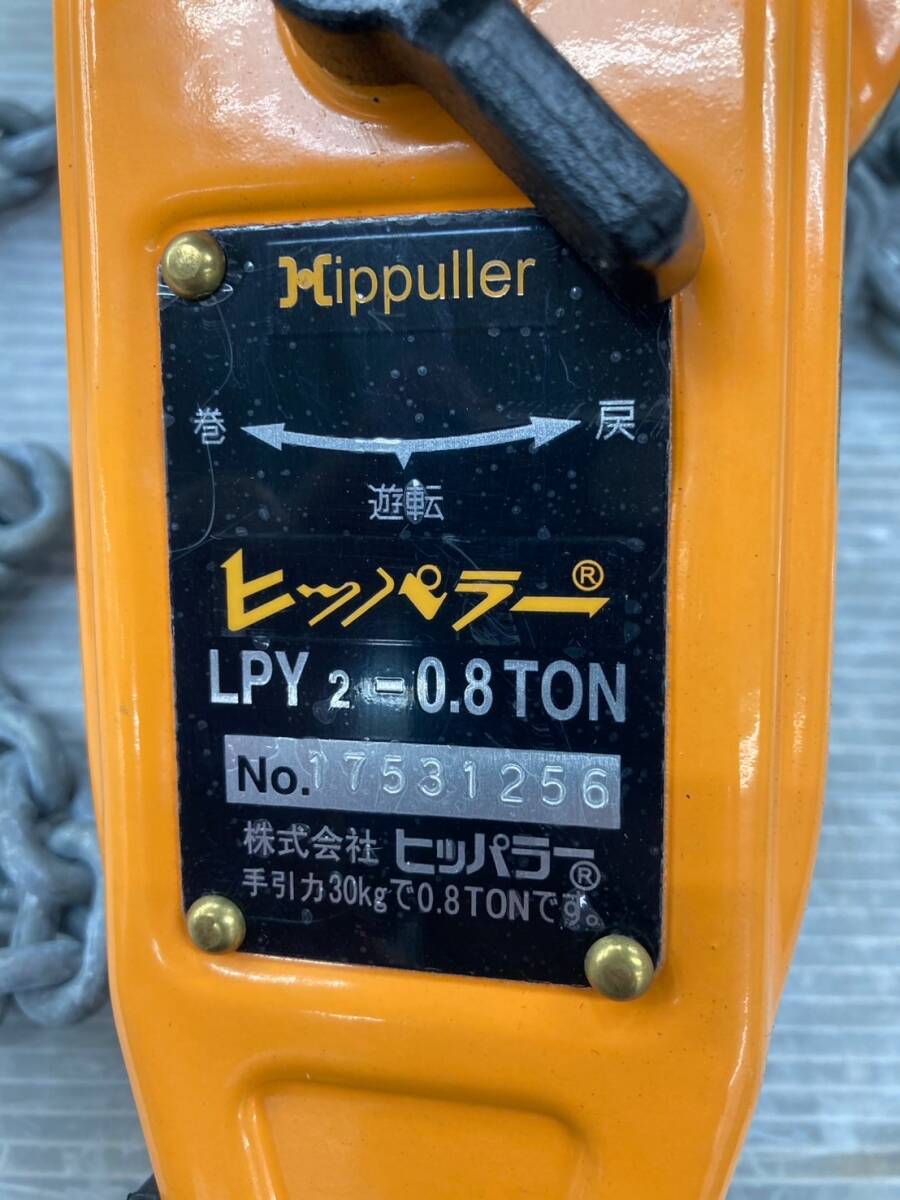 Hippuller
巻 戻
遊転
ヒッパラー®
LPY 2-0.8 TON
No. 17531256
株式会社 ヒッパラー®
手引力30kgで0.8TONです。